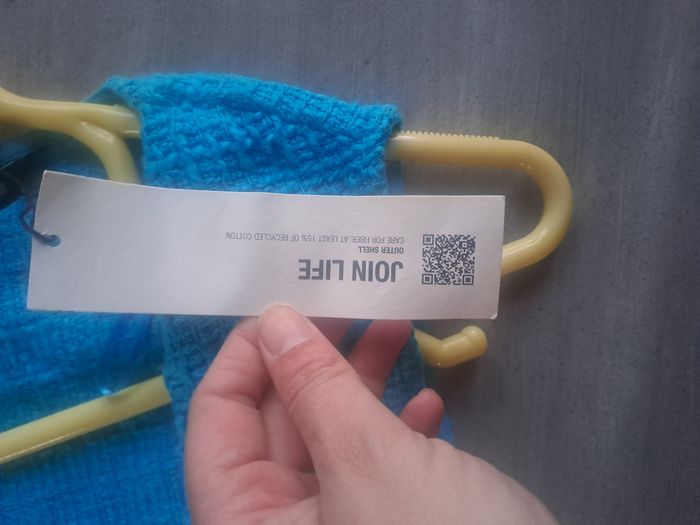 JOIN LIFE
OUTER SHELL
CARE FOR FIBER: AT LEAST 15% OF RECYCLED COTTON